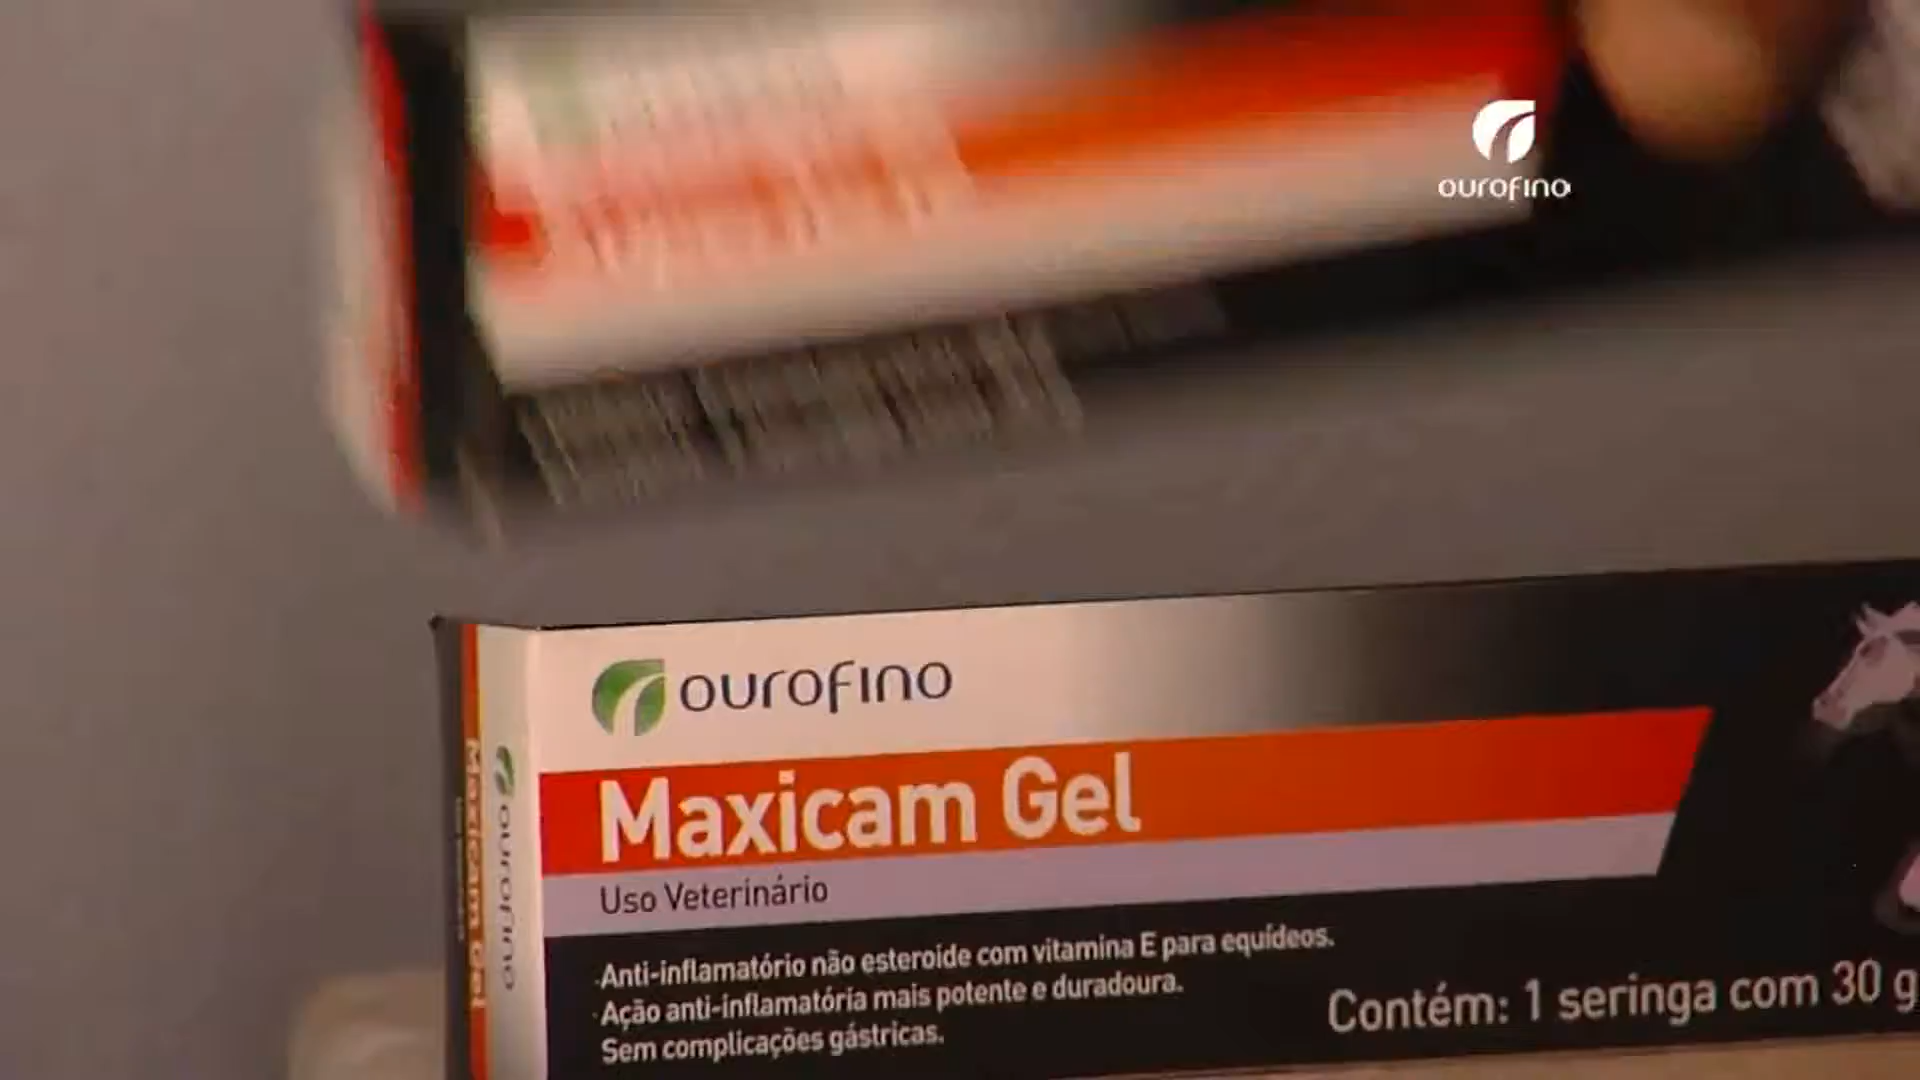 ourofino
ourofino
Maxicam Gel
Uso Veterinário
·Anti-inflamatório não esteroide com vitamina E para equídeos.
·Ação anti-inflamatória mais potente e duradoura.
Sem complicações gástricas.
Contém: 1 seringa com 30 g
Maxicam Gel
ourofino